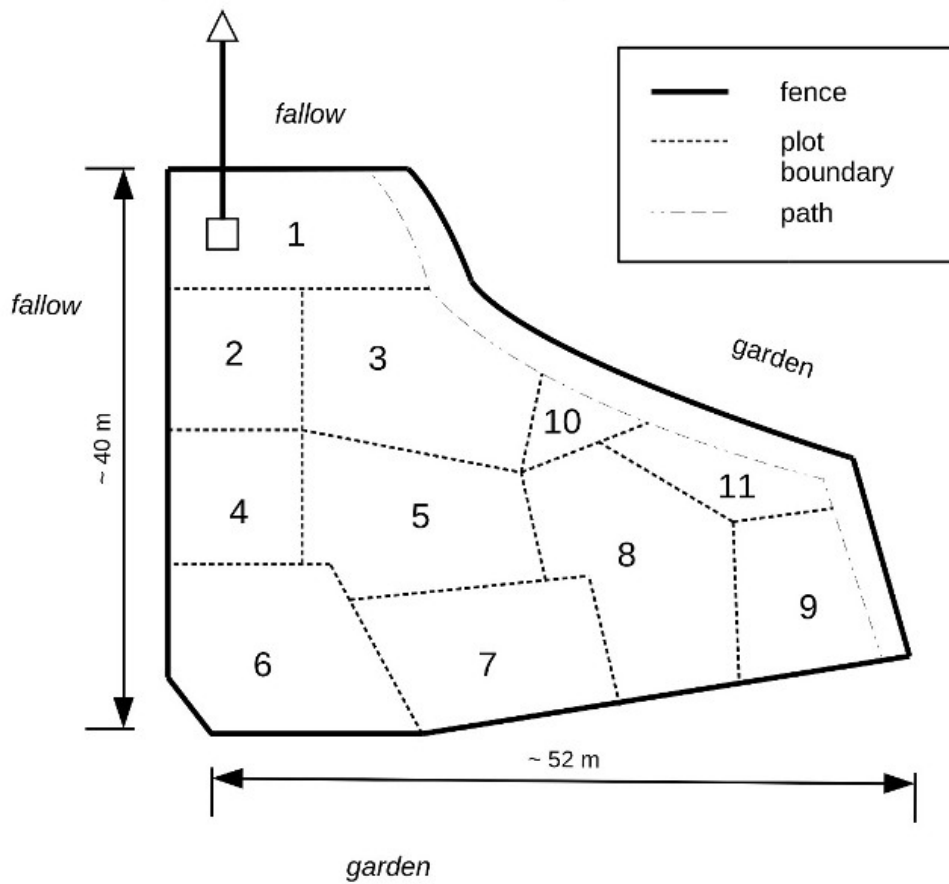 fallow
fence
plot
boundary
path
1
fallow
garden
2
3
10
~ 40 m
11
4
5
8
9
6
7
~ 52 m
garden